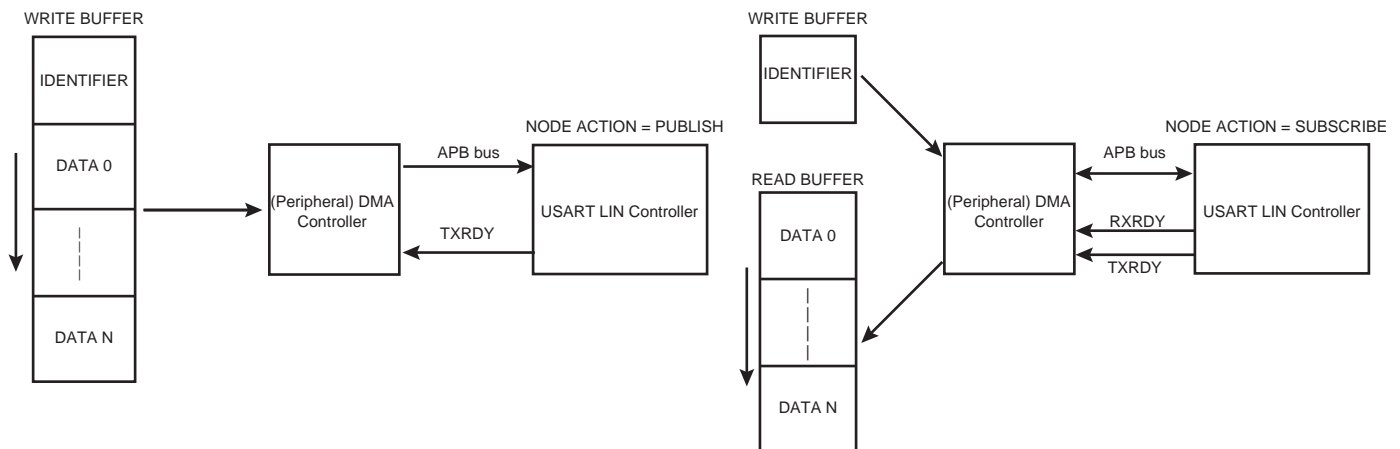 WRITE BUFFER
IDENTIFIER
DATA 0
DATA N
(Peripheral) DMA
Controller
APB bus
TXRDY
NODE ACTION = PUBLISH
USART LIN Controller
WRITE BUFFER
IDENTIFIER
READ BUFFER
DATA 0
DATA N
(Peripheral) DMA
Controller
APB bus
RXRDY
TXRDY
NODE ACTION = SUBSCRIBE
USART LIN Controller